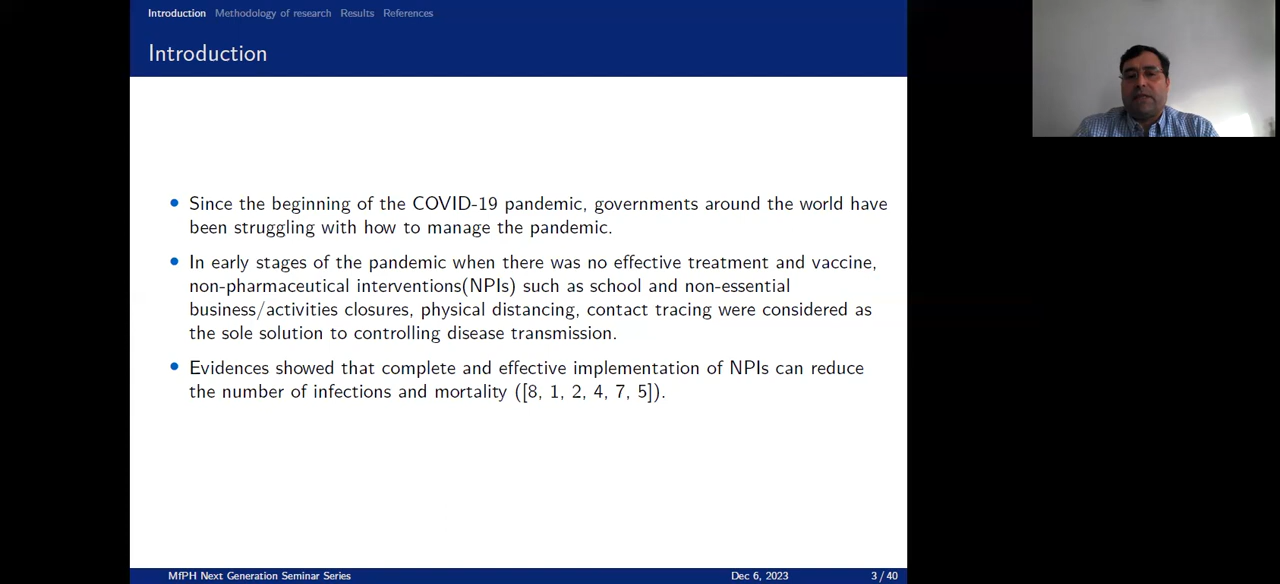 Introduction Methodology of research Results References
Introduction
Since the beginning of the COVID-19 pandemic, governments around the world have
been struggling with how to manage the pandemic.
In early stages of the pandemic when there was no effective treatment and vaccine,
non-pharmaceutical interventions(NPIs) such as school and non-essential
business/activities closures, physical distancing, contact tracing were considered as
the sole solution to controlling disease transmission.
Evidences showed that complete and effective implementation of NPIs can reduce
the number of infections and mortality ([8, 1, 2, 4, 7, 5]).
MfPH Next Generation Seminar Series Dec 6, 2023 3 / 40